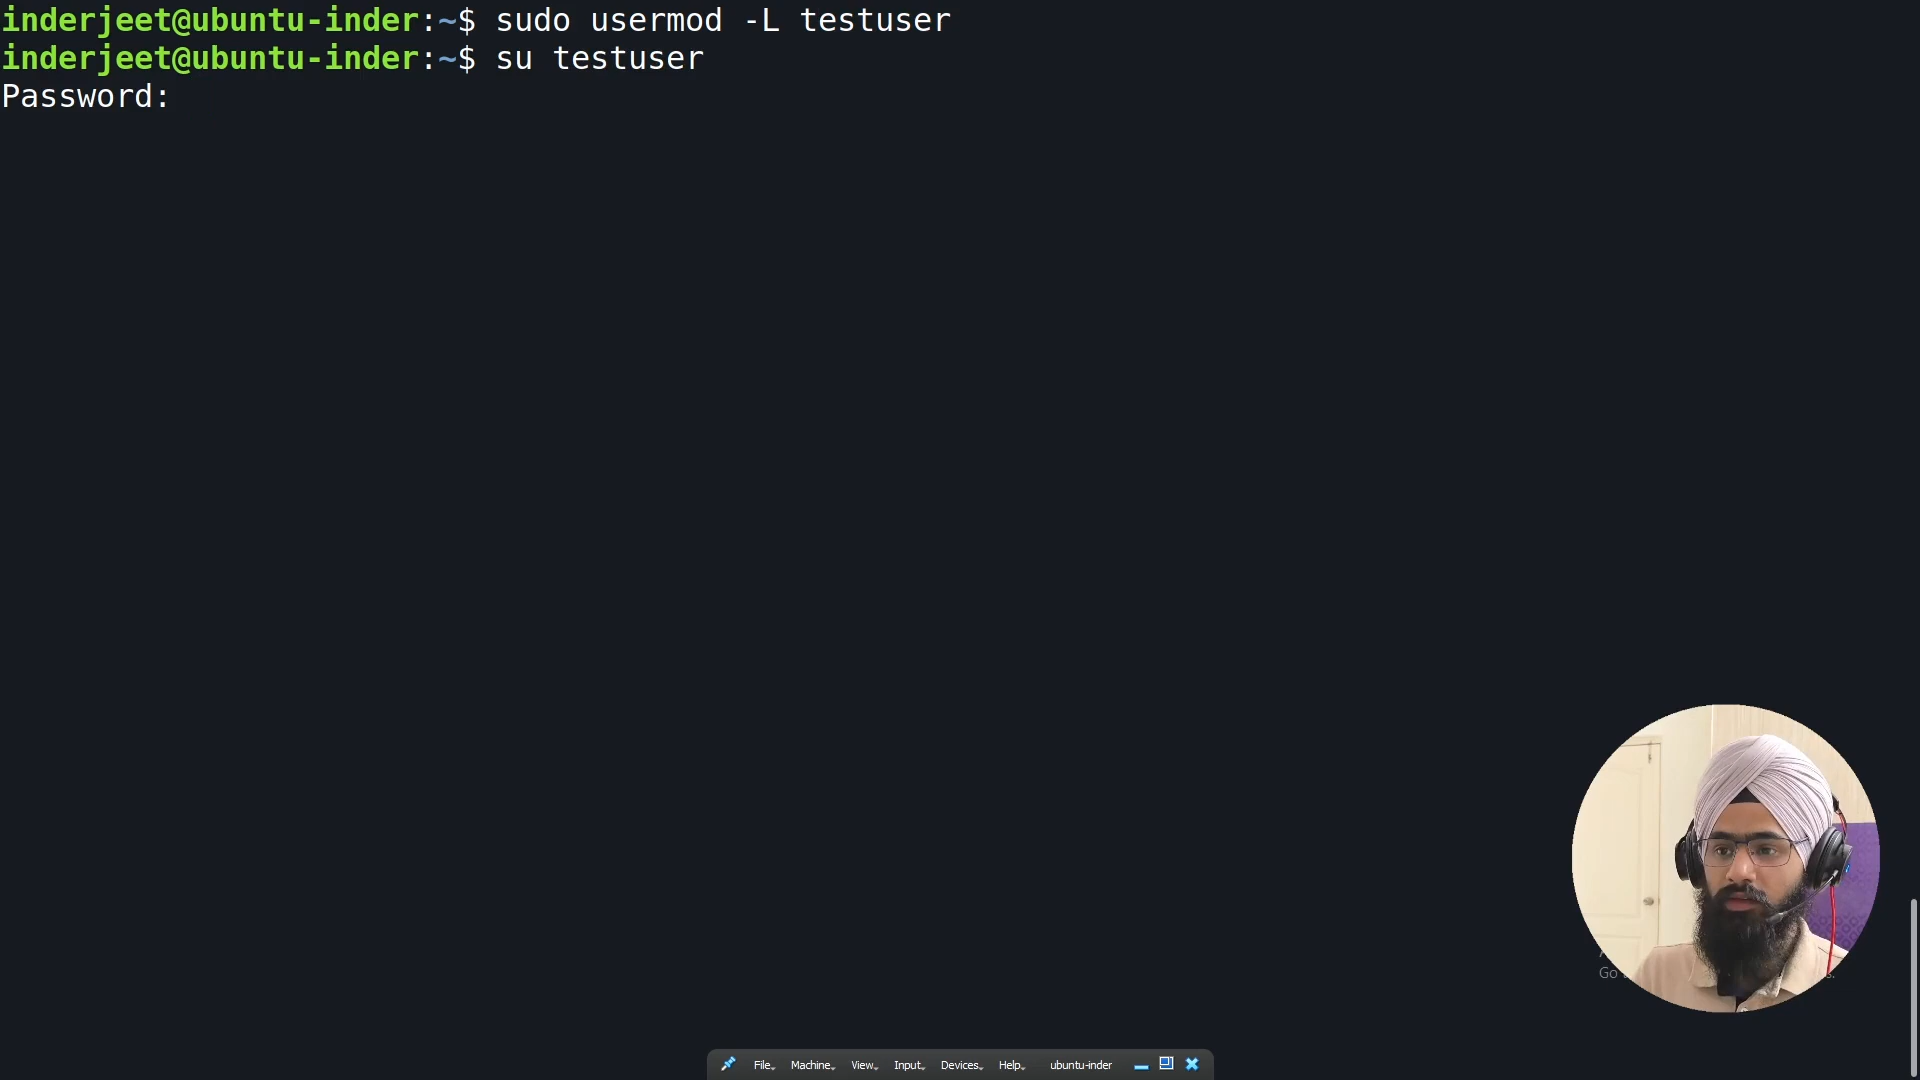 inderjeet@ubuntu-inder:~$ sudo usermod -L testuser
inderjeet@ubuntu-inder:~$ su testuser
Password:
Go
File Machine View Input Devices Help ubuntu-inder